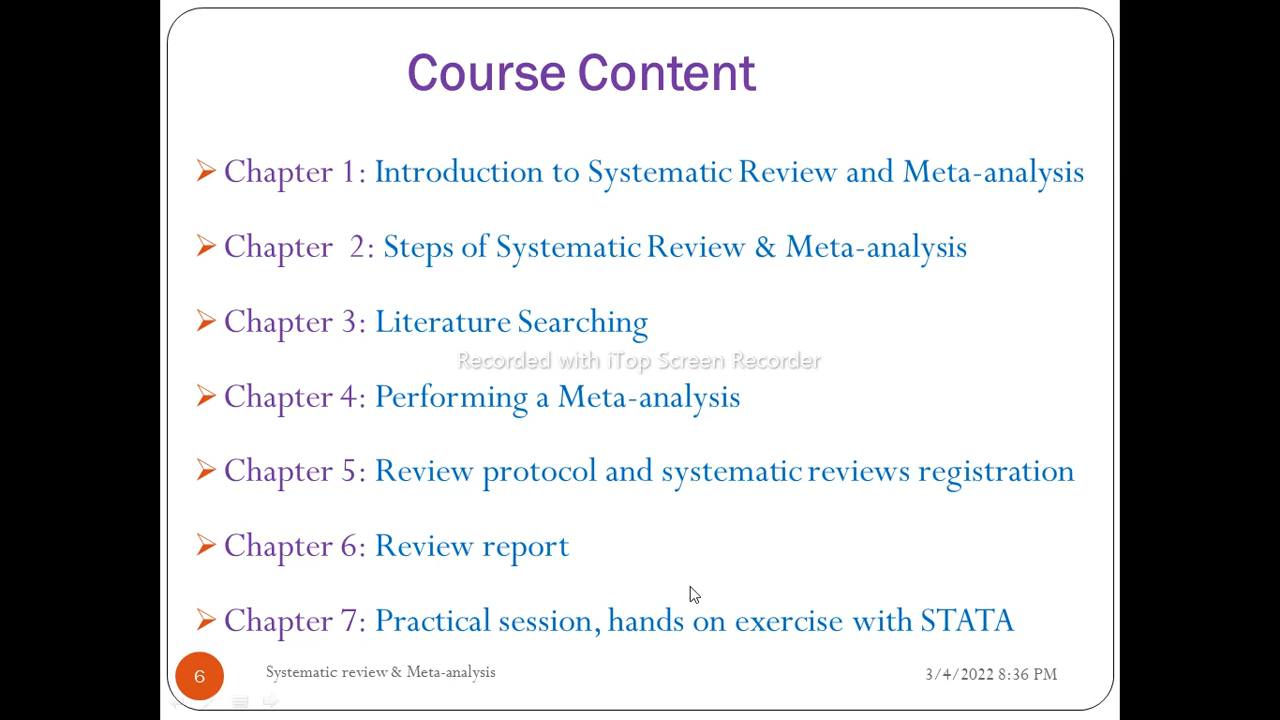 Course Content
Chapter 1: Introduction to Systematic Review and Meta-analysis
Chapter 2: Steps of Systematic Review & Meta-analysis
Chapter 3: Literature Searching
Recorded with iTop Screen Recorder
Chapter 4: Performing a Meta-analysis
Chapter 5: Review protocol and systematic reviews registration
Chapter 6: Review report
Chapter 7: Practical session, hands on exercise with STATA
6 Systematic review & Meta-analysis 3/4/2022 8:36 PM